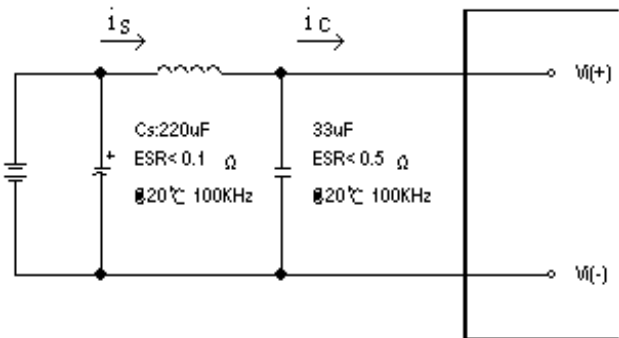 is
ic
Vi(+)
Cs:220uF
ESR< 0.1 Ω
@20℃ 100KHz
33uF
ESR< 0.5 Ω
@20℃ 100KHz
+
Vi(-)